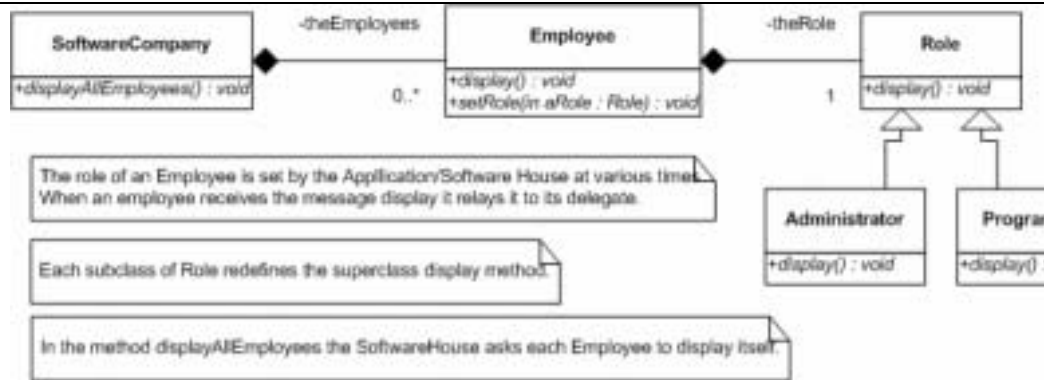 -theEmployees
-theRole
SoftwareCompany
Employee
Role
+displayAllEmployees() : void
+display() : void
+setRole(in aRole : Role) : void
+display() : void
0..*
1
The role of an Employee is set by the Appllication/Software House at various times
When an employee receives the message display it relays it to its delegate.
Administrator
Program
+display() : void
+display() :
Each subclass of Role redefines the superclass display method.
In the method displayAllEmployees the SoftwareHouse asks each Employee to display itself.